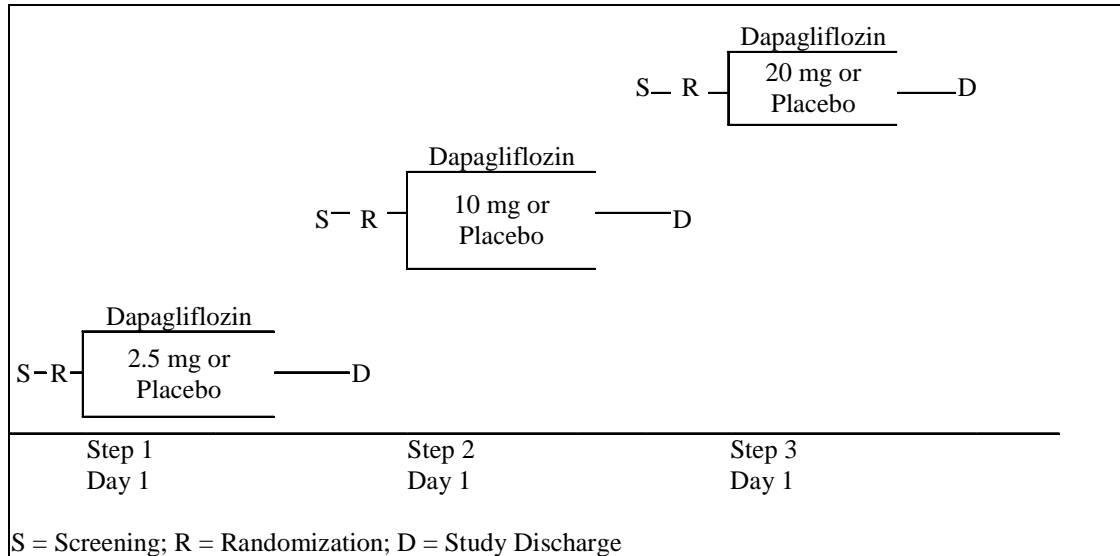 Dapagliflozin
20 mg or
Placebo
S R D
Dapagliflozin
10 mg or
Placebo
S R D
Dapagliflozin
2.5 mg or
Placebo
S R D
Step 1 Step 2 Step 3
Day 1 Day 1 Day 1
S = Screening; R = Randomization; D = Study Discharge